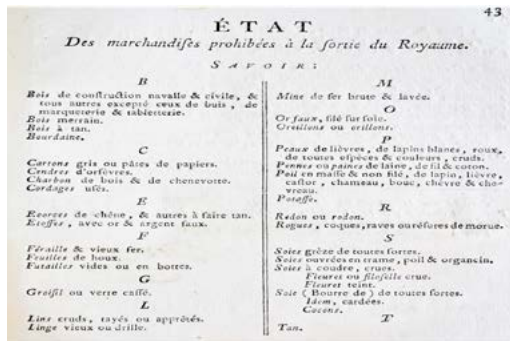 43
ÉTAT
Des marchandiſes prohibées à la ſortie du Royaume.
SAVOIR:
B
Bois de conſtruction navalle & civile, &
tous autres excepté ceux de buis, de
marqueterie & tabletterie.
Bois merrain.
Bois à tan.
Bourdaine.
C
Cartons gris ou pâtes de papiers.
Cendres d'orfévres.
Charbon de bois & de chenevotte.
Cordages uſés.
E
Ecorces de chêne, & autres à faire tan.
Etoffes, avec or & argent faux.
F
Féraille & vieux fer.
Feuilles de houx.
Futailles vides ou en bottes.
G
Groiſil ou verre caſſé.
L
Lins cruds, tayés ou apprêtés.
Linge vieux ou drille.
M
Mine de fer brute & lavée.
O
Or faux, filé ſur ſoie.
Oreillons ou orillons.
P
Peaux de lièvres, de lapins blancs, roux,
de toutes eſpèces & couleurs, cruds.
Pennes ou paines de laine, de fil & coton.
Poil en maſſe & non filé, de lapin, lièvre,
caſtor, chameau, bouc, chèvre & che-
vreau.
Potaſſe.
R
Redon ou rodon.
Rogues, coques, raves ou réſures de morue.
S
Soies grèze de toutes ſortes.
Soies ouvrées en trame, poil & organcin.
Soies à coudre, crues.
Fleuret ou filoſelle crue.
Fleuret teint.
Soie (Bourre de) de toutes ſortes.
Idem, cardées.
Cocons.
T
Tan.